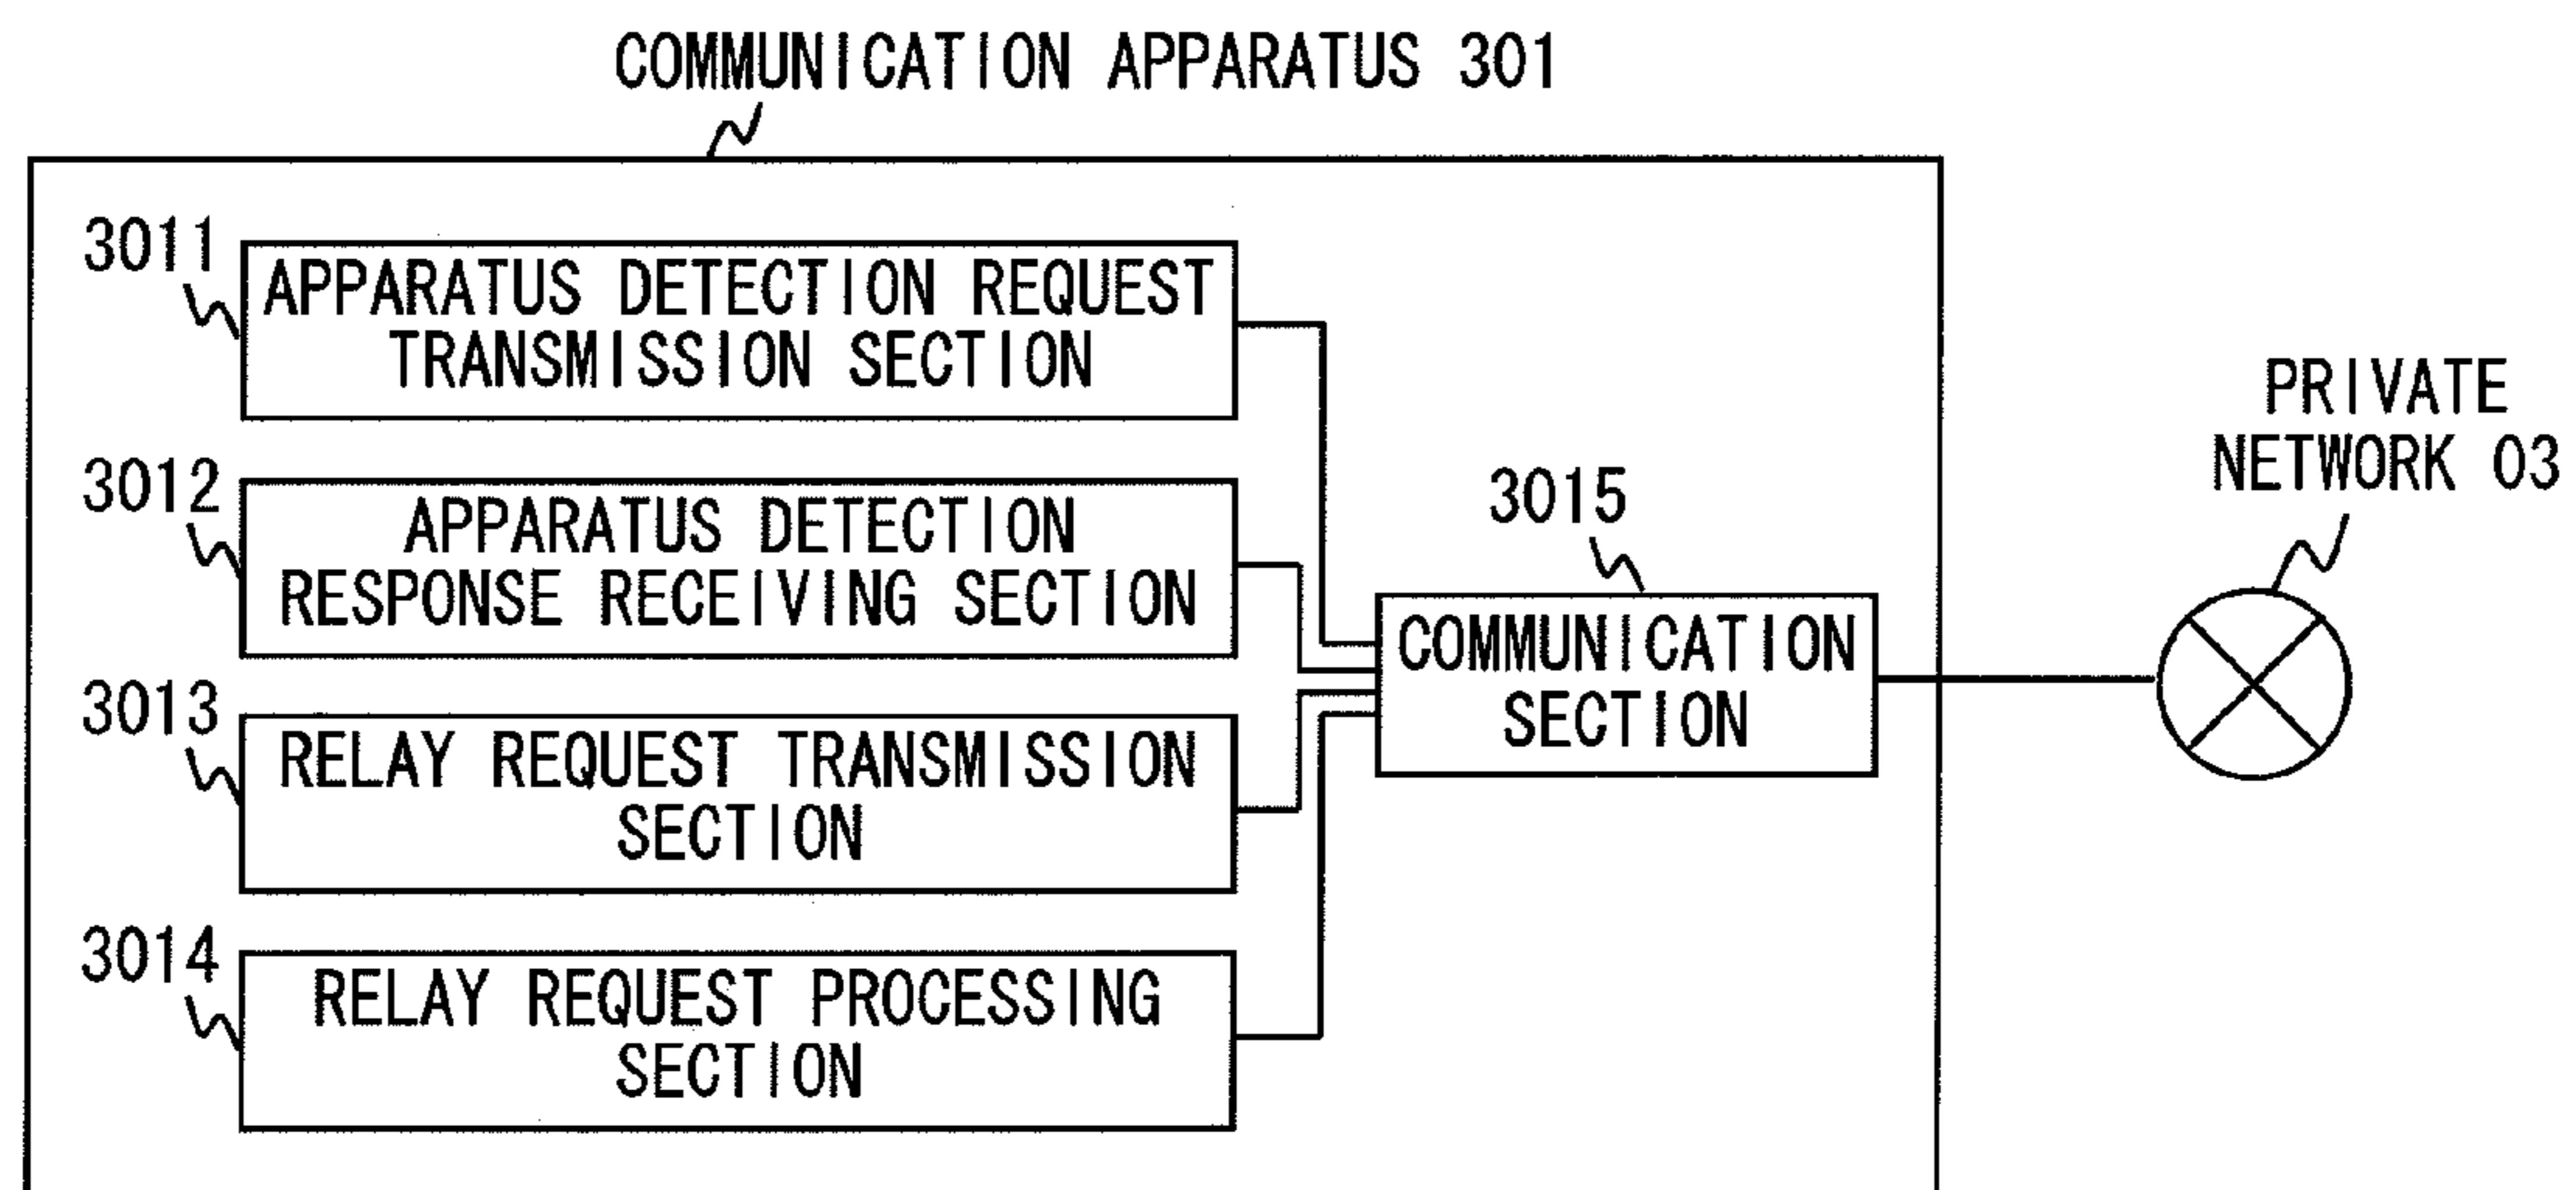 COMMUNICATION APPARATUS 301
3011
APPARATUS DETECTION REQUEST
TRANSMISSION SECTION
3012
APPARATUS DETECTION
RESPONSE RECEIVING SECTION
3013
RELAY REQUEST TRANSMISSION
SECTION
3014
RELAY REQUEST PROCESSING
SECTION
3015
COMMUNICATION
SECTION
PRIVATE
NETWORK 03